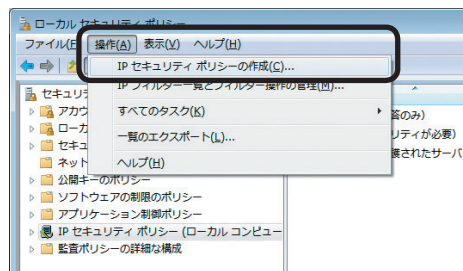 ローカル セキュリティ ポリシー
ファイル(F) 操作(A) 表示(V) ヘルプ(H)
IP セキュリティ ポリシーの作成(C)...
IP フィルター一覧とフィルター操作の管理(M)...
すべてのタスク(K)
一覧のエクスポート(L)...
ヘルプ(H)
セキュリ
アカウ
ローカ
セキュ
ネット
公開キーのポリシー
ソフトウェアの制限のポリシー
アプリケーション制御ポリシー
IP セキュリティ ポリシー (ローカル コンピュー
監査ポリシーの詳細な構成
答のみ)
リティが必要)
護されたサーバ